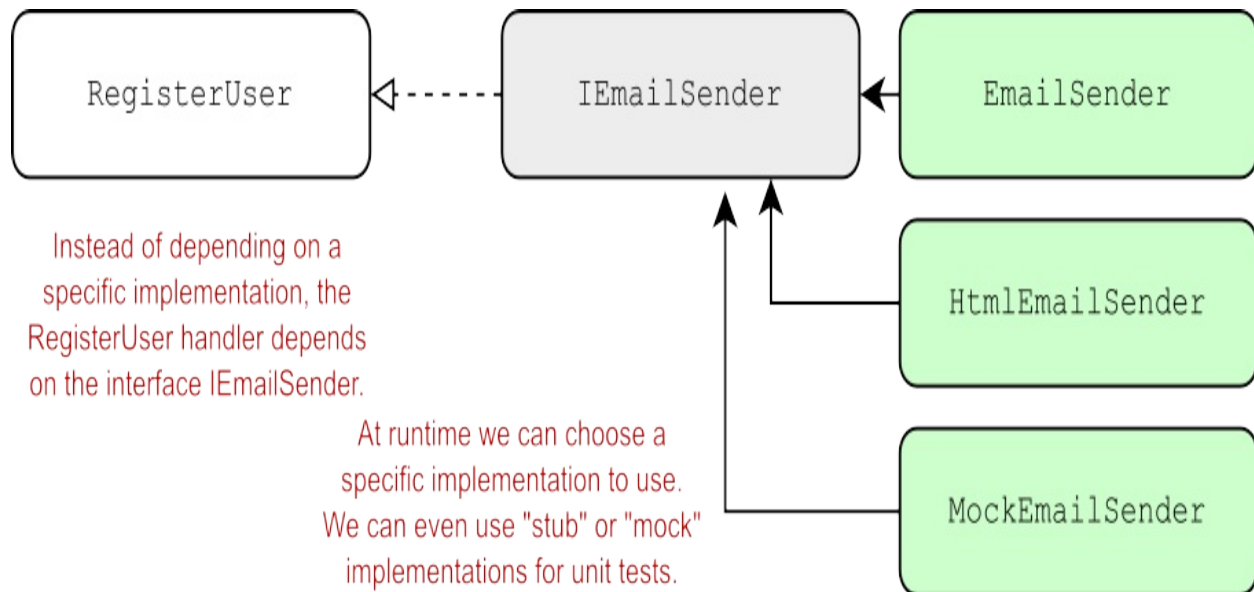 RegisterUser
IEmailSender
EmailSender
Instead of depending on a
specific implementation, the
RegisterUser handler depends
on the interface IEmailSender.
HtmlEmailSender
At runtime we can choose a
specific implementation to use.
We can even use "stub" or "mock"
implementations for unit tests.
MockEmailSender